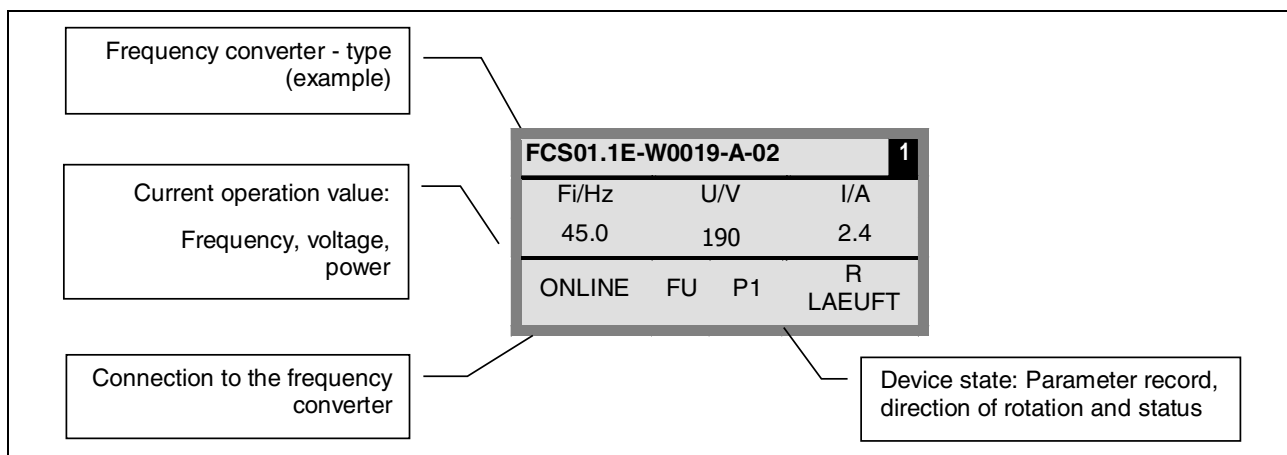 Frequency converter - type
(example)
Current operation value:
Frequency, voltage,
power
Connection to the frequency
converter
FCS01.1E-W0019-A-02 1
Fi/Hz U/V I/A
45.0 190 2.4
ONLINE FU P1 R
LAEUFT
Device state: Parameter record,
direction of rotation and status